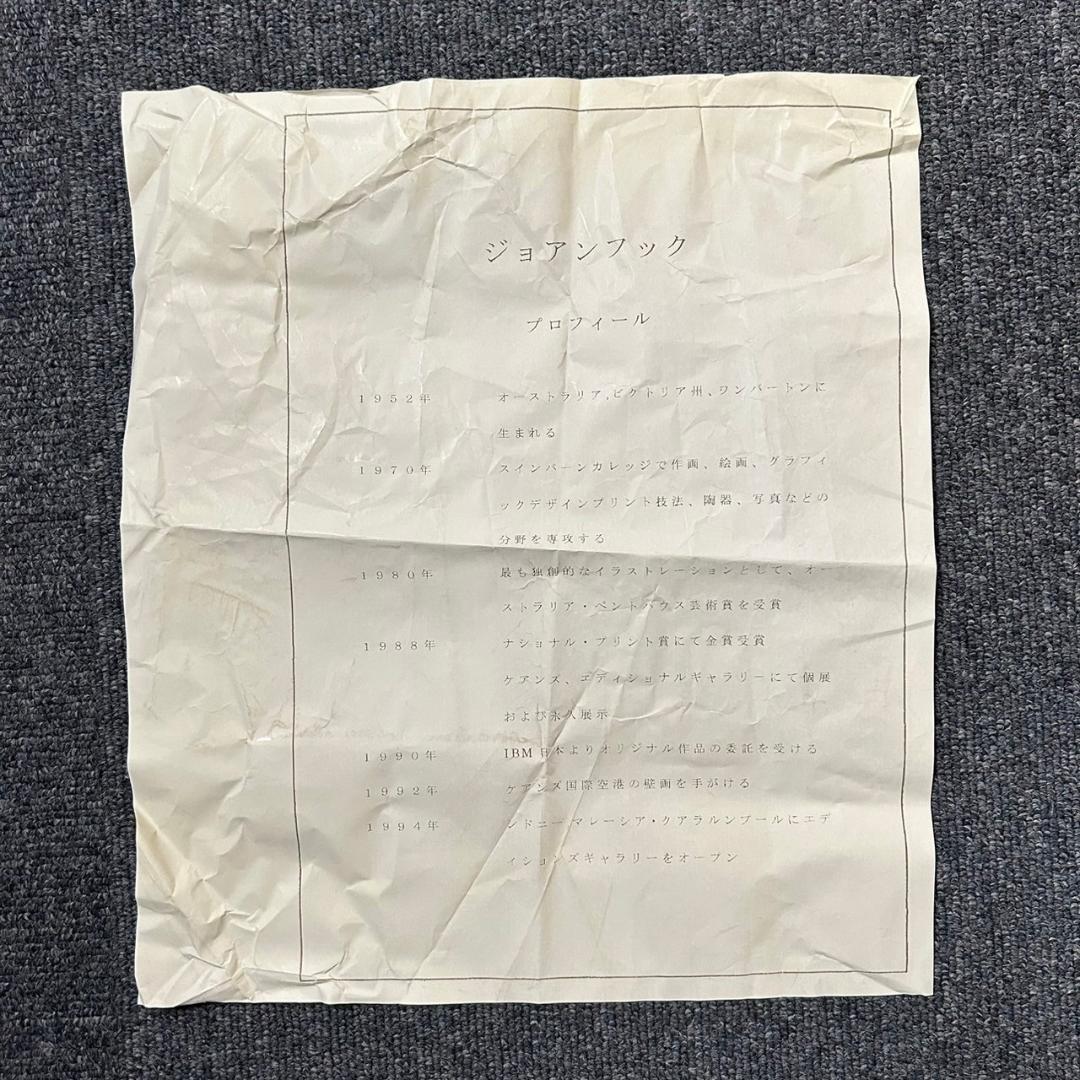 ジョアンフック
プロフィール
１９５２年 オーストラリア,ビクトリア州、ワンバートンに
生まれる
１９７０年 スインバーンカレッジで作画、絵画、グラフィ
ックデザインプリント技法、陶器、写真などの
分野を専攻する
１９８０年 最も独創的なイラストレーションとして、オー
ストラリア・ペントハウス芸術賞を受賞
１９８８年 ナショナル・プリント賞にて金賞受賞
ケアンズ、エディショナルギャラリーにて個展
および永久展示
１９９０年 IBM日本よりオリジナル作品の委託を受ける
１９９２年 ケアンズ国際空港の壁画を手がける
１９９４年 シドニー マレーシア・クアラルンプールにエデ
ィションズギャラリーをオープン